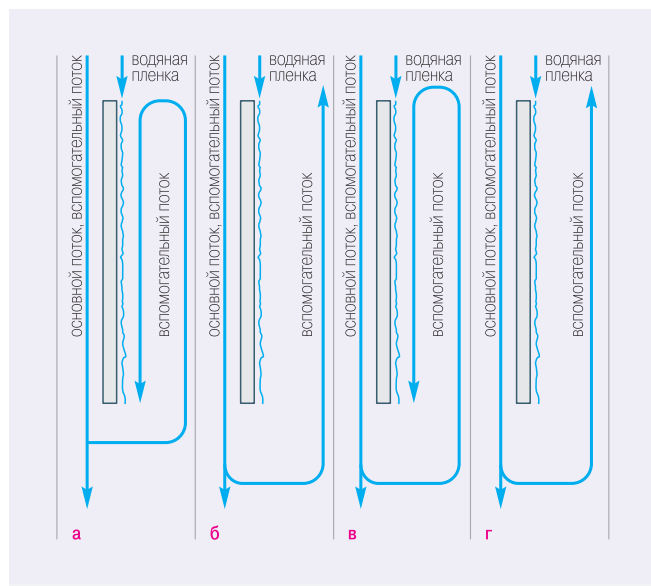 основной поток, вспомогательный поток
водяная
пленка
вспомогательный поток
а
основной поток, вспомогательный поток
водяная
пленка
вспомогательный поток
б
основной поток, вспомогательный поток
водяная
пленка
вспомогательный поток
в
основной поток, вспомогательный поток
водяная
пленка
вспомогательный поток
г